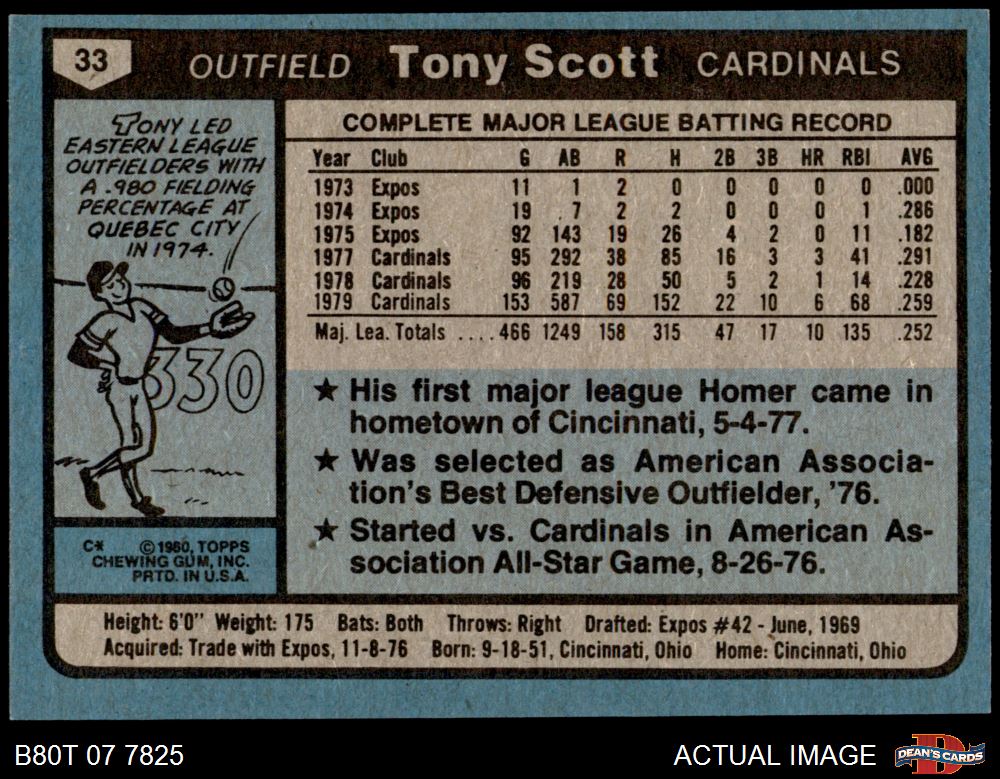 33 OUTFIELD Tony Scott CARDINALS
TONY LED
EASTERN LEAGUE
OUTFIELDERS WITH
A .980 FIELDING
PERCENTAGE AT
QUEBEC CITY
IN 1974.
330
C* © 1980, TOPPS
CHEWING GUM, INC.
PRTD. IN U.S.A.
COMPLETE MAJOR LEAGUE BATTING RECORD
Year Club G AB R H 2B 3B HR RBI AVG
1973 Expos 11 1 2 0 0 0 0 0 .000
1974 Expos 19 7 2 2 0 0 0 1 .286
1975 Expos 92 143 19 26 4 2 0 11 .182
1977 Cardinals 95 292 38 85 16 3 3 41 .291
1978 Cardinals 96 219 28 50 5 2 1 14 .228
1979 Cardinals 153 587 69 152 22 10 6 68 .259
Maj. Lea. Totals .... 466 1249 158 315 47 17 10 135 .252
★ His first major league Homer came in
hometown of Cincinnati, 5-4-77.
★ Was selected as American Associa-
tion's Best Defensive Outfielder, '76.
★ Started vs. Cardinals in American As-
sociation All-Star Game, 8-26-76.
Height: 6'0" Weight: 175 Bats: Both Throws: Right Drafted: Expos #42 - June, 1969
Acquired: Trade with Expos, 11-8-76 Born: 9-18-51, Cincinnati, Ohio Home: Cincinnati, Ohio
B80T 07 7825 ACTUAL IMAGE DEAN'S CARDS